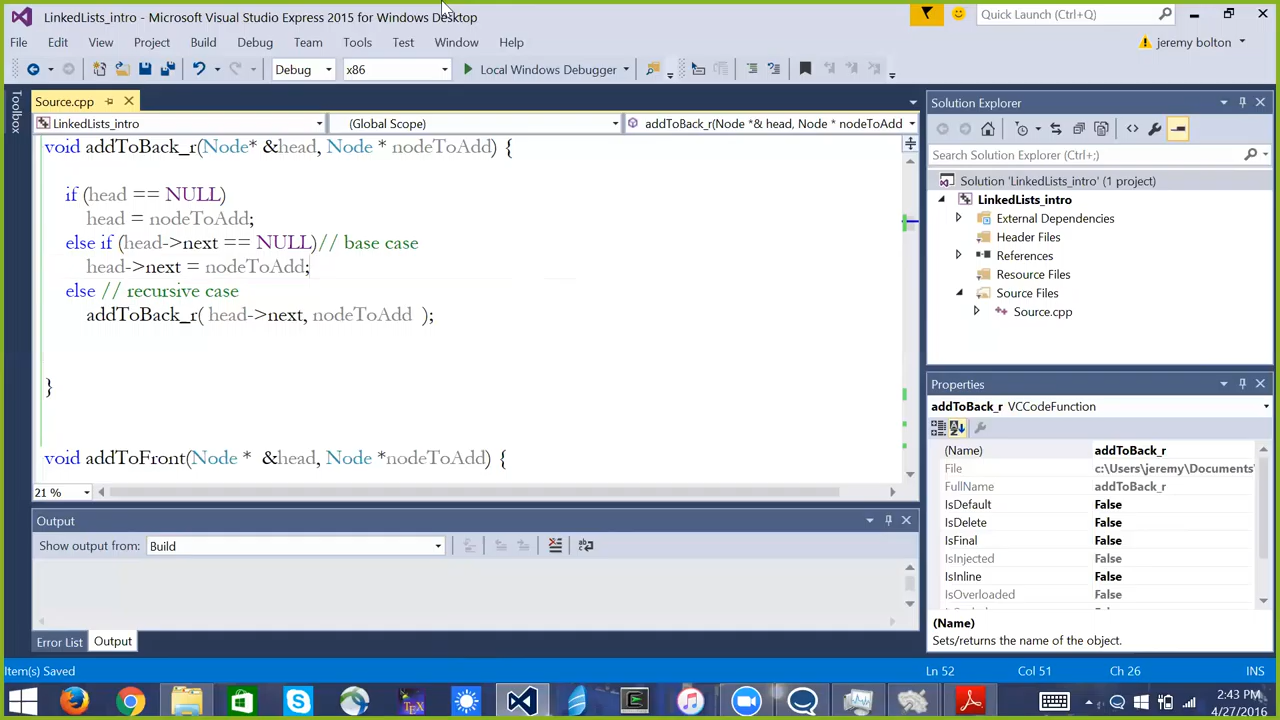 LinkedLists_intro - Microsoft Visual Studio Express 2015 for Windows Desktop
Quick Launch (Ctrl+;)
File Edit View Project Build Debug Team Tools Test Window Help
jeremy bolton
Debug x86 Local Windows Debugger
Toolbox
Source.cpp
LinkedLists_intro (Global Scope) addToBack_r(Node *& head, Node * nodeToAdd)
void addToBack_r(Node* &head, Node * nodeToAdd) {
if (head == NULL)
head = nodeToAdd;
else if (head->next == NULL)// base case
head->next = nodeToAdd;
else // recursive case
addToBack_r( head->next, nodeToAdd );
}
void addToFront(Node * &head, Node *nodeToAdd) {
21 %
Output
Show output from: Build
Error List Output
Solution Explorer
Search Solution Explorer (Ctrl+;)
Solution 'LinkedLists_intro' (1 project)
LinkedLists_intro
External Dependencies
Header Files
References
Resource Files
Source Files
Source.cpp
Properties
addToBack_r VCCodeFunction
(Name) addToBack_r
File c:\Users\jeremy\Documents'
FullName addToBack_r
IsDefault False
IsDelete False
IsFinal False
IsInjected False
IsInline False
IsOverloaded False
(Name)
Sets/returns the name of the object.
Item(s) Saved Ln 52 Col 51 Ch 26 INS
2:43 PM
4/27/2016